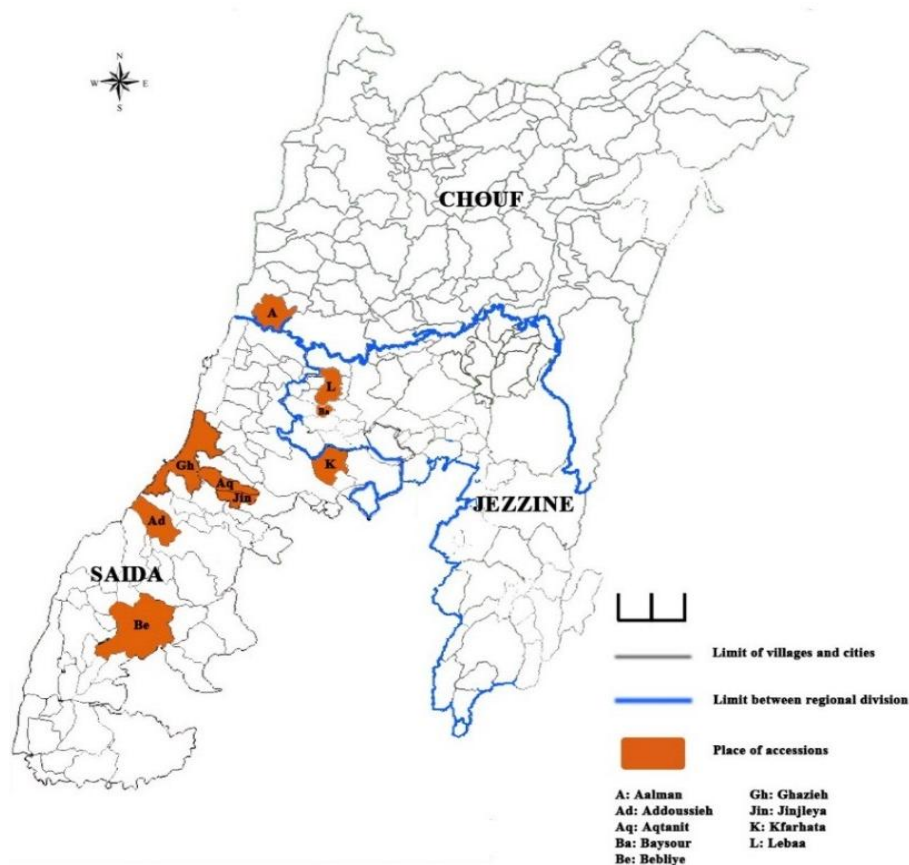 N
W E
S
CHOUF
A
L
Ba
K
Gh
Aq
Jin
Ad
JEZZINE
SAIDA
Be
Limit of villages and cities
Limit between regional division
Place of accessions
A: Aalman
Ad: Addoussieh
Aq: Aqtanit
Ba: Baysour
Be: Bebliye
Gh: Ghazieh
Jin: Jinjleya
K: Kfarhata
L: Lebaa